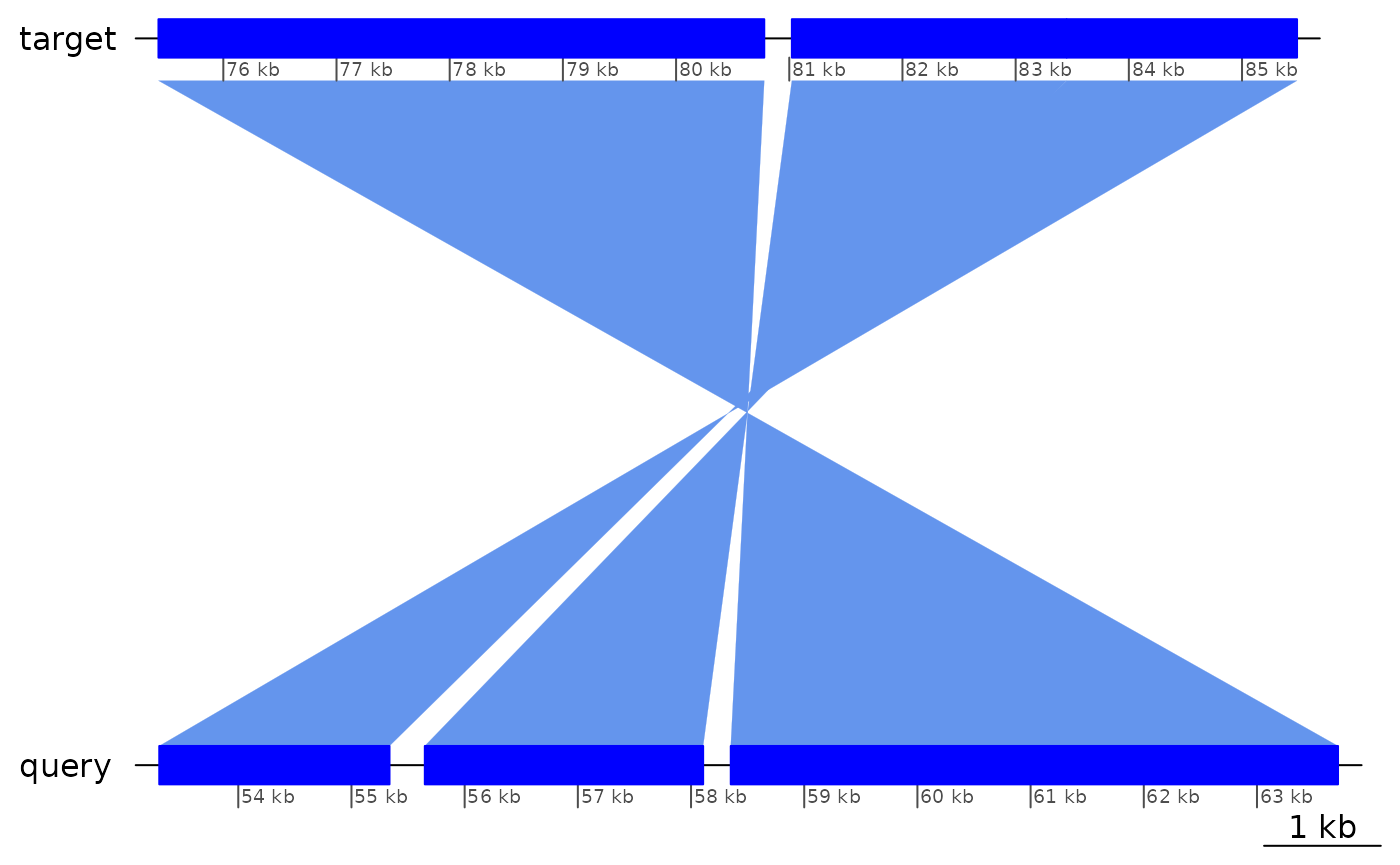 target
76 kb 77 kb 78 kb 79 kb 80 kb 81 kb 82 kb 83 kb 84 kb 85 kb
query
54 kb 55 kb 56 kb 57 kb 58 kb 59 kb 60 kb 61 kb 62 kb 63 kb
1 kb